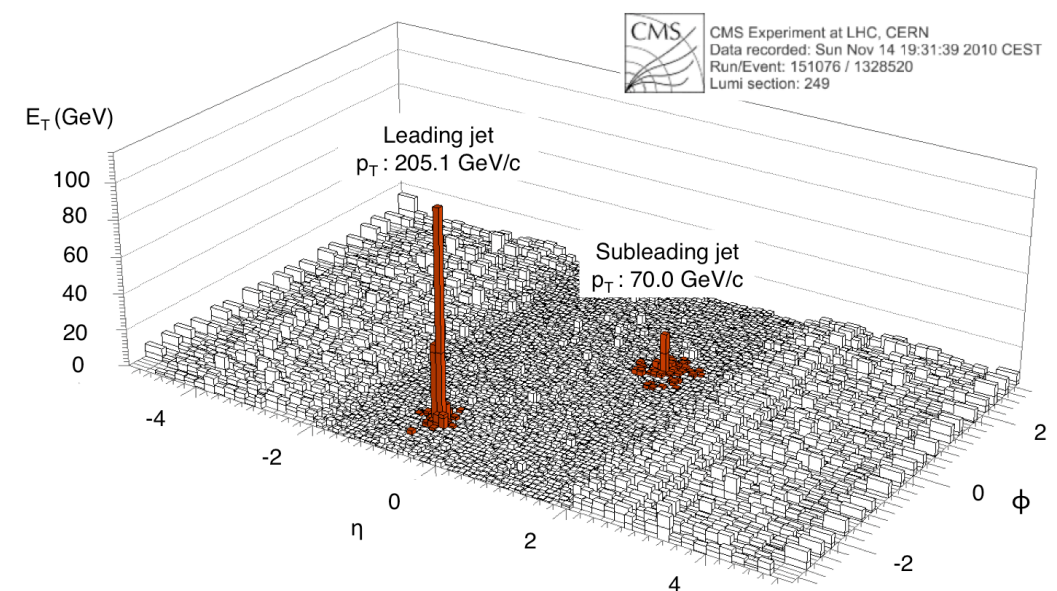 CMS
CMS Experiment at LHC, CERN
Data recorded: Sun Nov 14 19:31:39 2010 CEST
Run/Event: 151076 / 1328520
Lumi section: 249
E_T (GeV)
Leading jet
p_T : 205.1 GeV/c
Subleading jet
p_T : 70.0 GeV/c
100
80
60
40
20
0
-4
-2
0
2
4
η
2
0
-2
ϕ